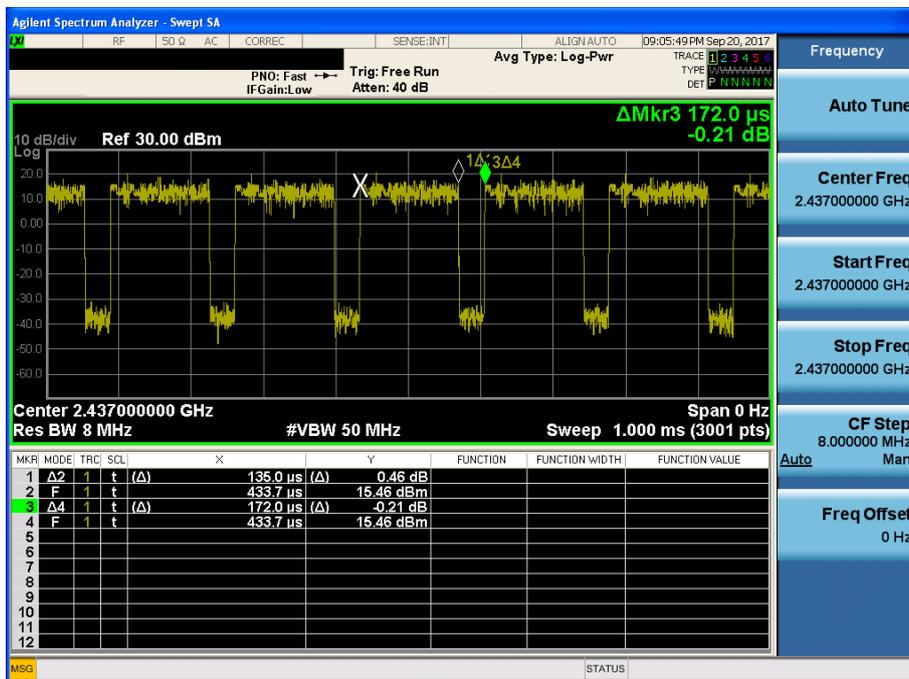 Agilent Spectrum Analyzer - Swept SA
LXI RF 50 Ω AC CORREC SENSE:INT ALIGN AUTO 09:05:49 PM Sep 20, 2017
Frequency
Avg Type: Log-Pwr
TRACE 1 2 3 4 5 6
PNO: Fast Trig: Free Run
TYPE
IFGain:Low Atten: 40 dB
DET P N N N N N
Auto Tune
ΔMkr3 172.0 µs
-0.21 dB
10 dB/div Ref 30.00 dBm
Log
3Δ4
20.0
10.0
0.00
-10.0
-20.0
-30.0
-40.0
-50.0
-60.0
Center Freq
2.437000000 GHz
Start Freq
2.437000000 GHz
Stop Freq
2.437000000 GHz
Center 2.437000000 GHz Span 0 Hz
Res BW 8 MHz #VBW 50 MHz Sweep 1.000 ms (3001 pts)
CF Step
8.000000 MHz
Auto Man
MKR MODE TRC SCL X Y FUNCTION FUNCTION WIDTH FUNCTION VALUE
1 Δ2 1 t (Δ) 135.0 µs (Δ) 0.46 dB
2 F 1 t 433.7 µs 15.46 dBm
3 Δ4 1 t (Δ) 172.0 µs (Δ) -0.21 dB
4 F 1 t 433.7 µs 15.46 dBm
5
6
7
8
9
10
11
12
Freq Offset
0 Hz
MSG STATUS